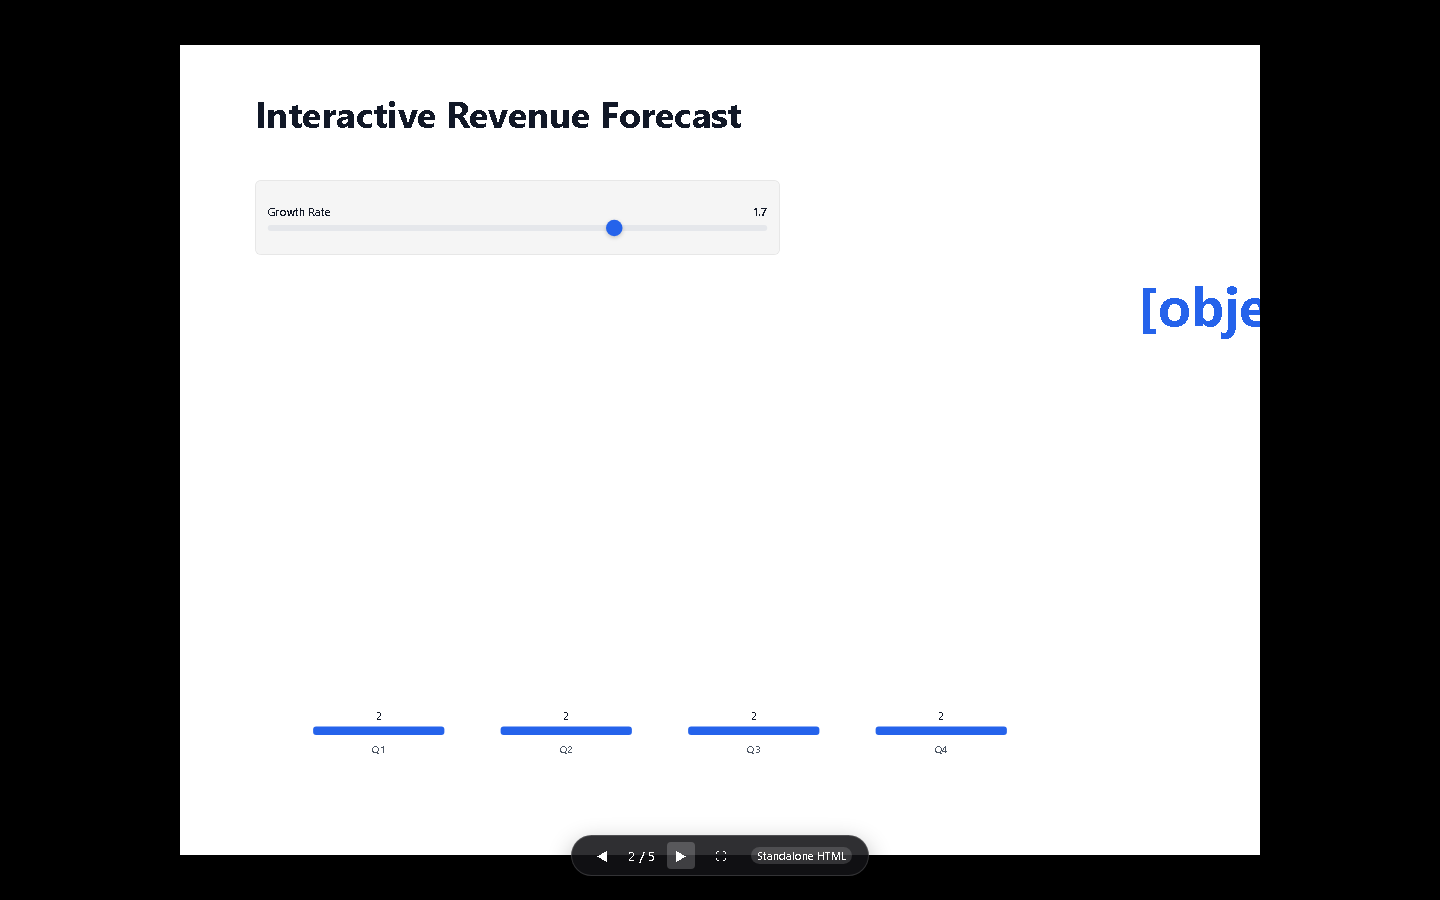 Interactive Revenue Forecast
Growth Rate 1.7
[obje
2 2 2 2
Q1 Q2 Q3 Q4
2 / 5 Standalone HTML